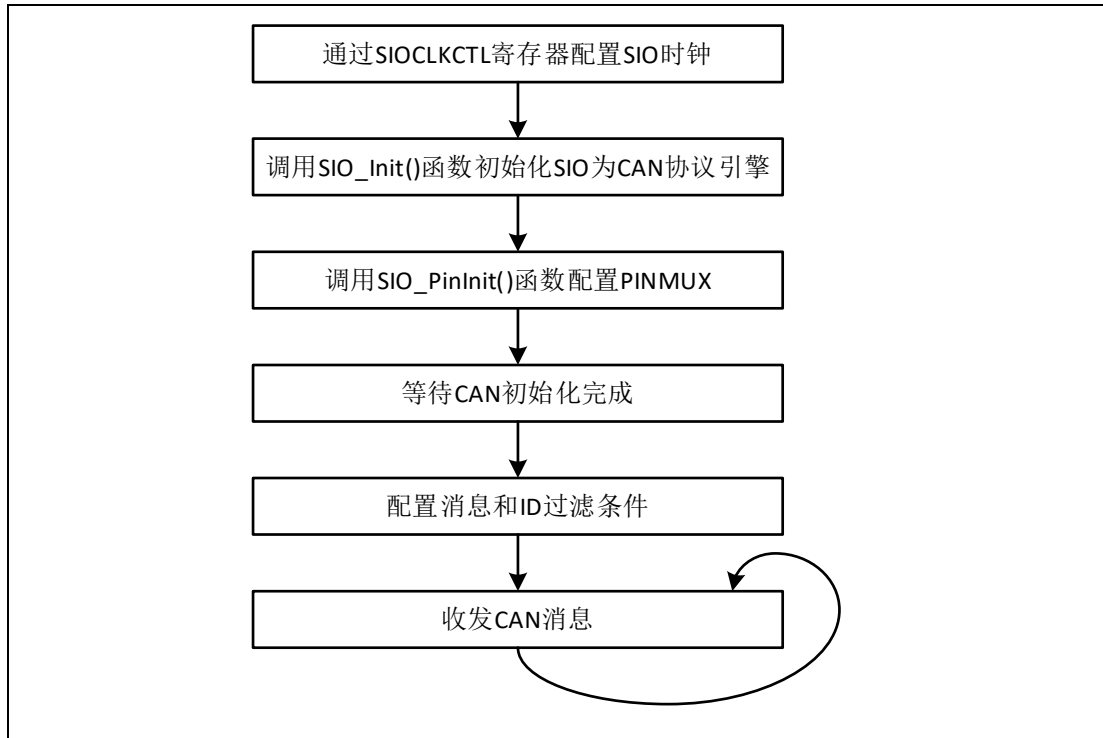 通过SIOCLKCTL寄存器配置SIO时钟
调用SIO_Init()函数初始化SIO为CAN协议引擎
调用SIO_PinInit()函数配置PINMUX
等待CAN初始化完成
配置消息和ID过滤条件
收发CAN消息